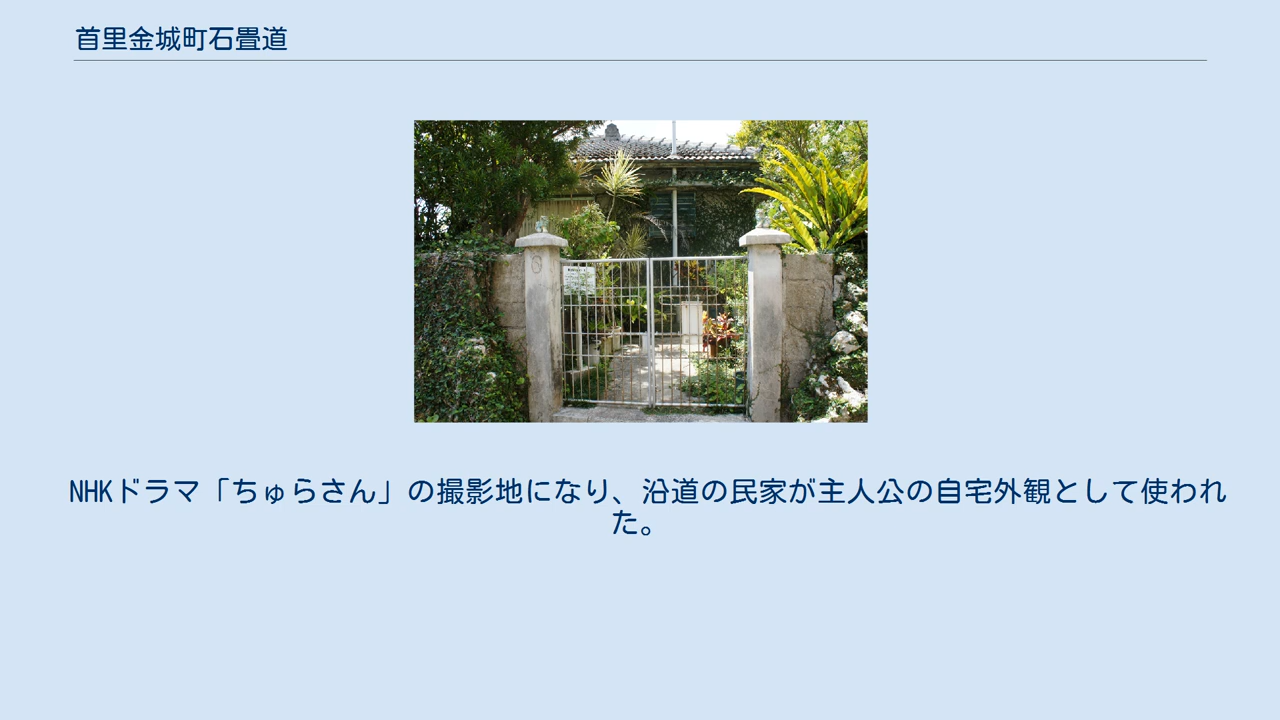 首里金城町石畳道
NHKドラマ「ちゅらさん」の撮影地になり、沿道の民家が主人公の自宅外観として使われ
た。